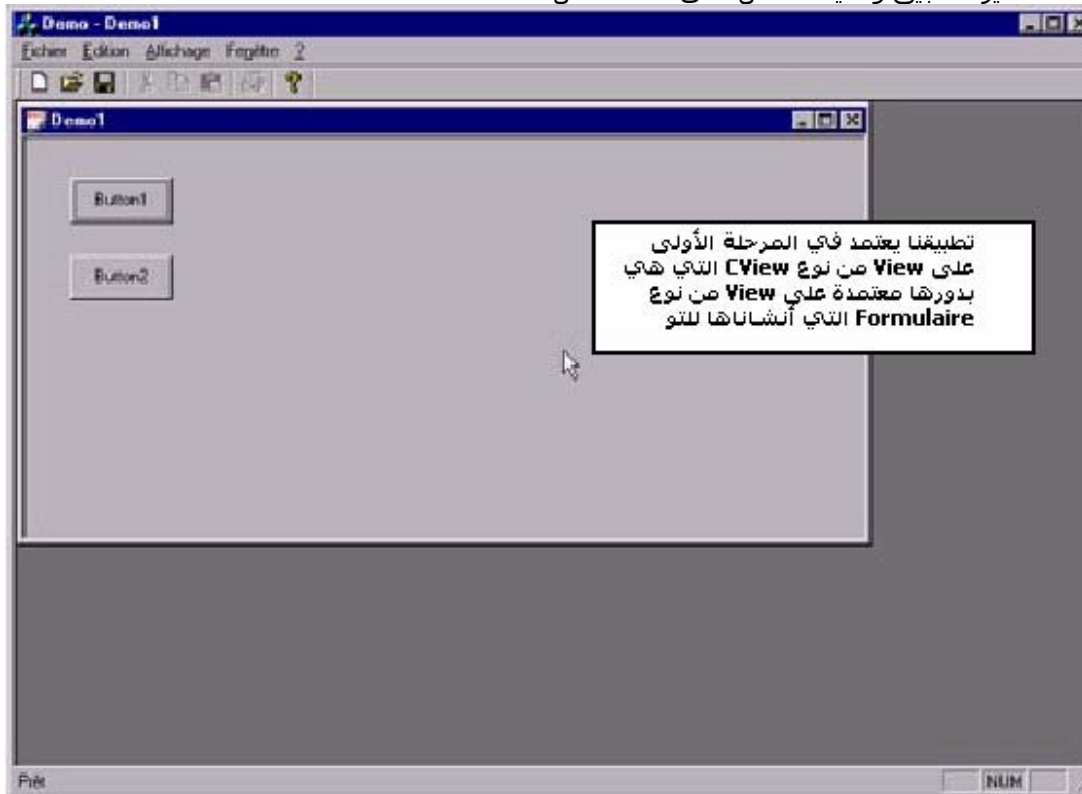 Demo - Demo1
Fichier Edition Affichage Fenêtre ?
Demo1
Button1
Button2
تطبيقنا يعتمد في المرحلة الأولى
على View من نوع CView التي هي
بدورها معتمدة على View من نوع
Formulaire التي أنشاناها للتو
Prêt
NUM